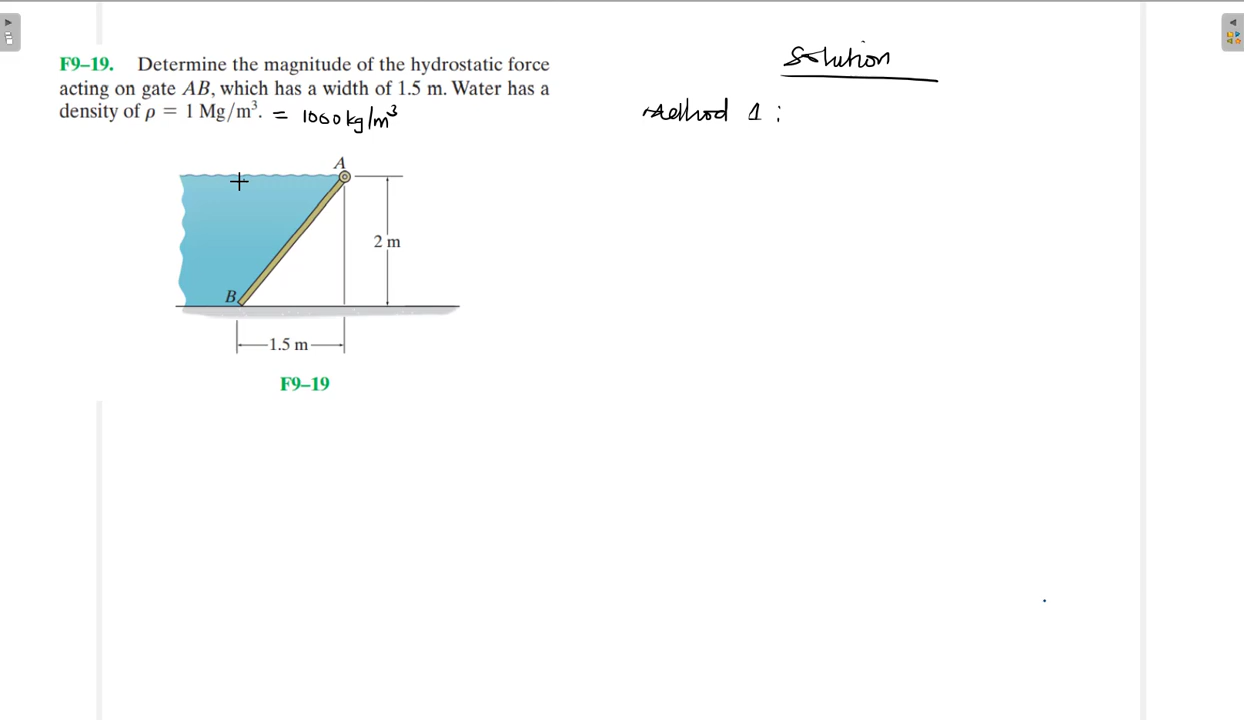 F9–19. Determine the magnitude of the hydrostatic force
acting on gate AB, which has a width of 1.5 m. Water has a
density of ρ = 1 Mg/m³. = 1000 kg/m³
A
2 m
B
1.5 m
F9–19
Solution
Method 1 :